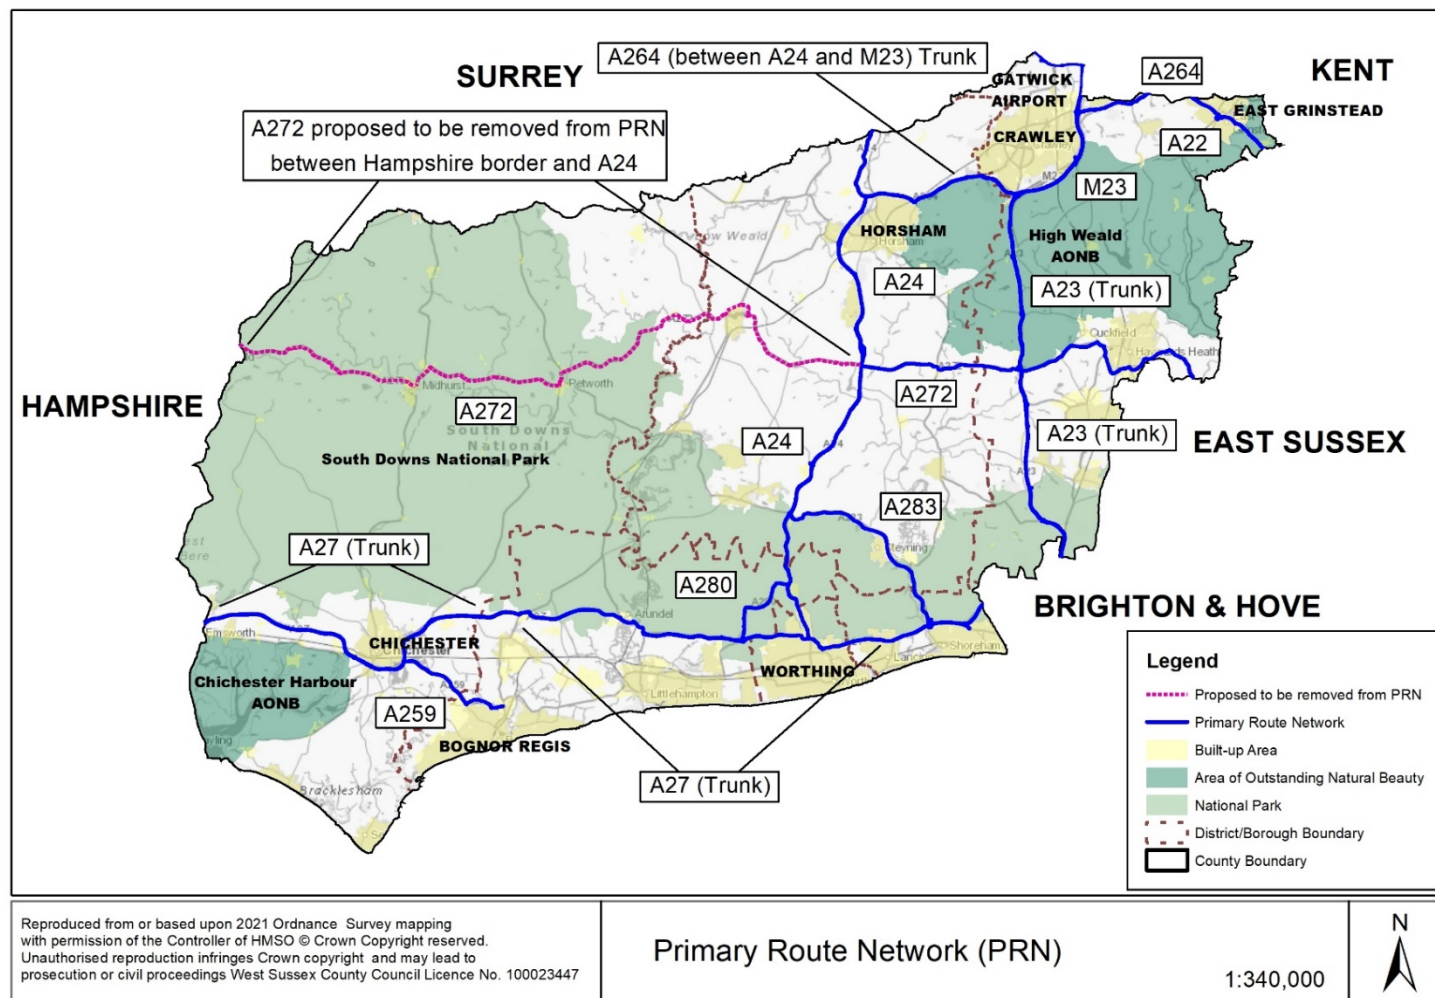 SURREY
A264 (between A24 and M23) Trunk
KENT
A264
GATWICK
AIRPORT
EAST GRINSTEAD
CRAWLEY
A272 proposed to be removed from PRN
between Hampshire border and A24
A22
M23
HORSHAM
Horsham
High Weald
AONB
A24
A23 (Trunk)
Cuckfield
Heath
HAMPSHIRE
Midhurst
Petworth
A272
A272
South Downs
National
South Downs National Park
A24
A23 (Trunk)
EAST SUSSEX
A283
Steyning
A27 (Trunk)
A280
Arundel
BRIGHTON & HOVE
Emsworth
CHICHESTER
Shoreham
Lancing
WORTHING
Chichester Harbour
AONB
Littlehampton
A259
BOGNOR REGIS
A27 (Trunk)
Bracklesham
Legend
Proposed to be removed from PRN
Primary Route Network
Built-up Area
Area of Outstanding Natural Beauty
National Park
District/Borough Boundary
County Boundary
Reproduced from or based upon 2021 Ordnance Survey mapping
with permission of the Controller of HMSO © Crown Copyright reserved.
Unauthorised reproduction infringes Crown copyright and may lead to
prosecution or civil proceedings West Sussex County Council Licence No. 100023447
Primary Route Network (PRN)
1:340,000
N